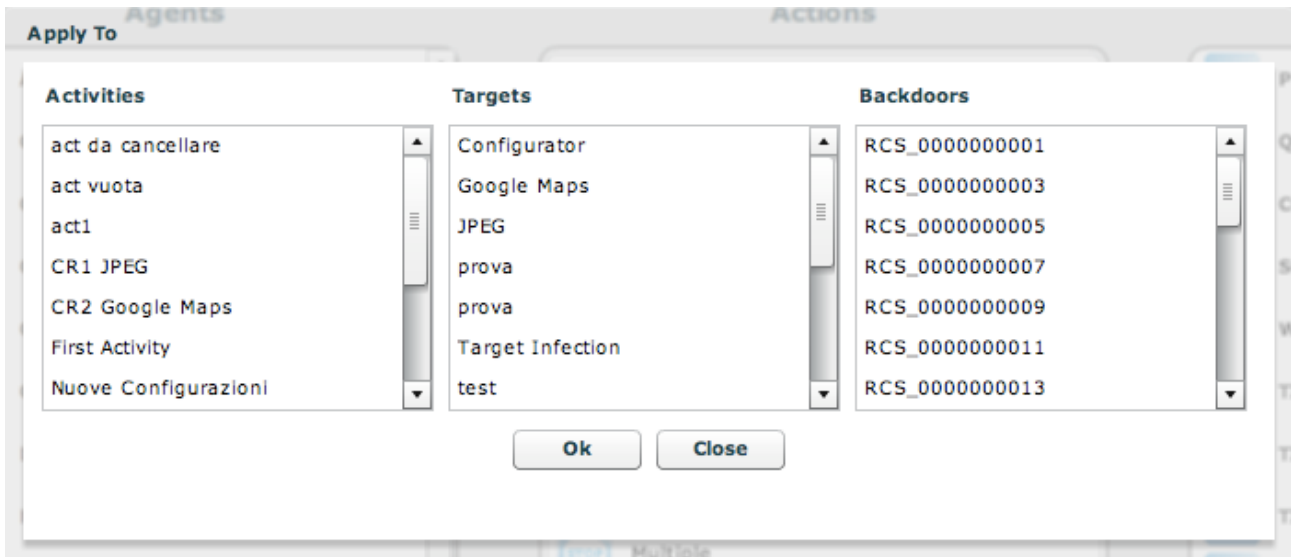 Agents
Actions
Apply To
Activities
Targets
Backdoors
act da cancellare
act vuota
act1
CR1 JPEG
CR2 Google Maps
First Activity
Nuove Configurazioni
Configurator
Google Maps
JPEG
prova
prova
Target Infection
test
RCS_0000000001
RCS_0000000003
RCS_0000000005
RCS_0000000007
RCS_0000000009
RCS_0000000011
RCS_0000000013
Ok
Close
Multiple